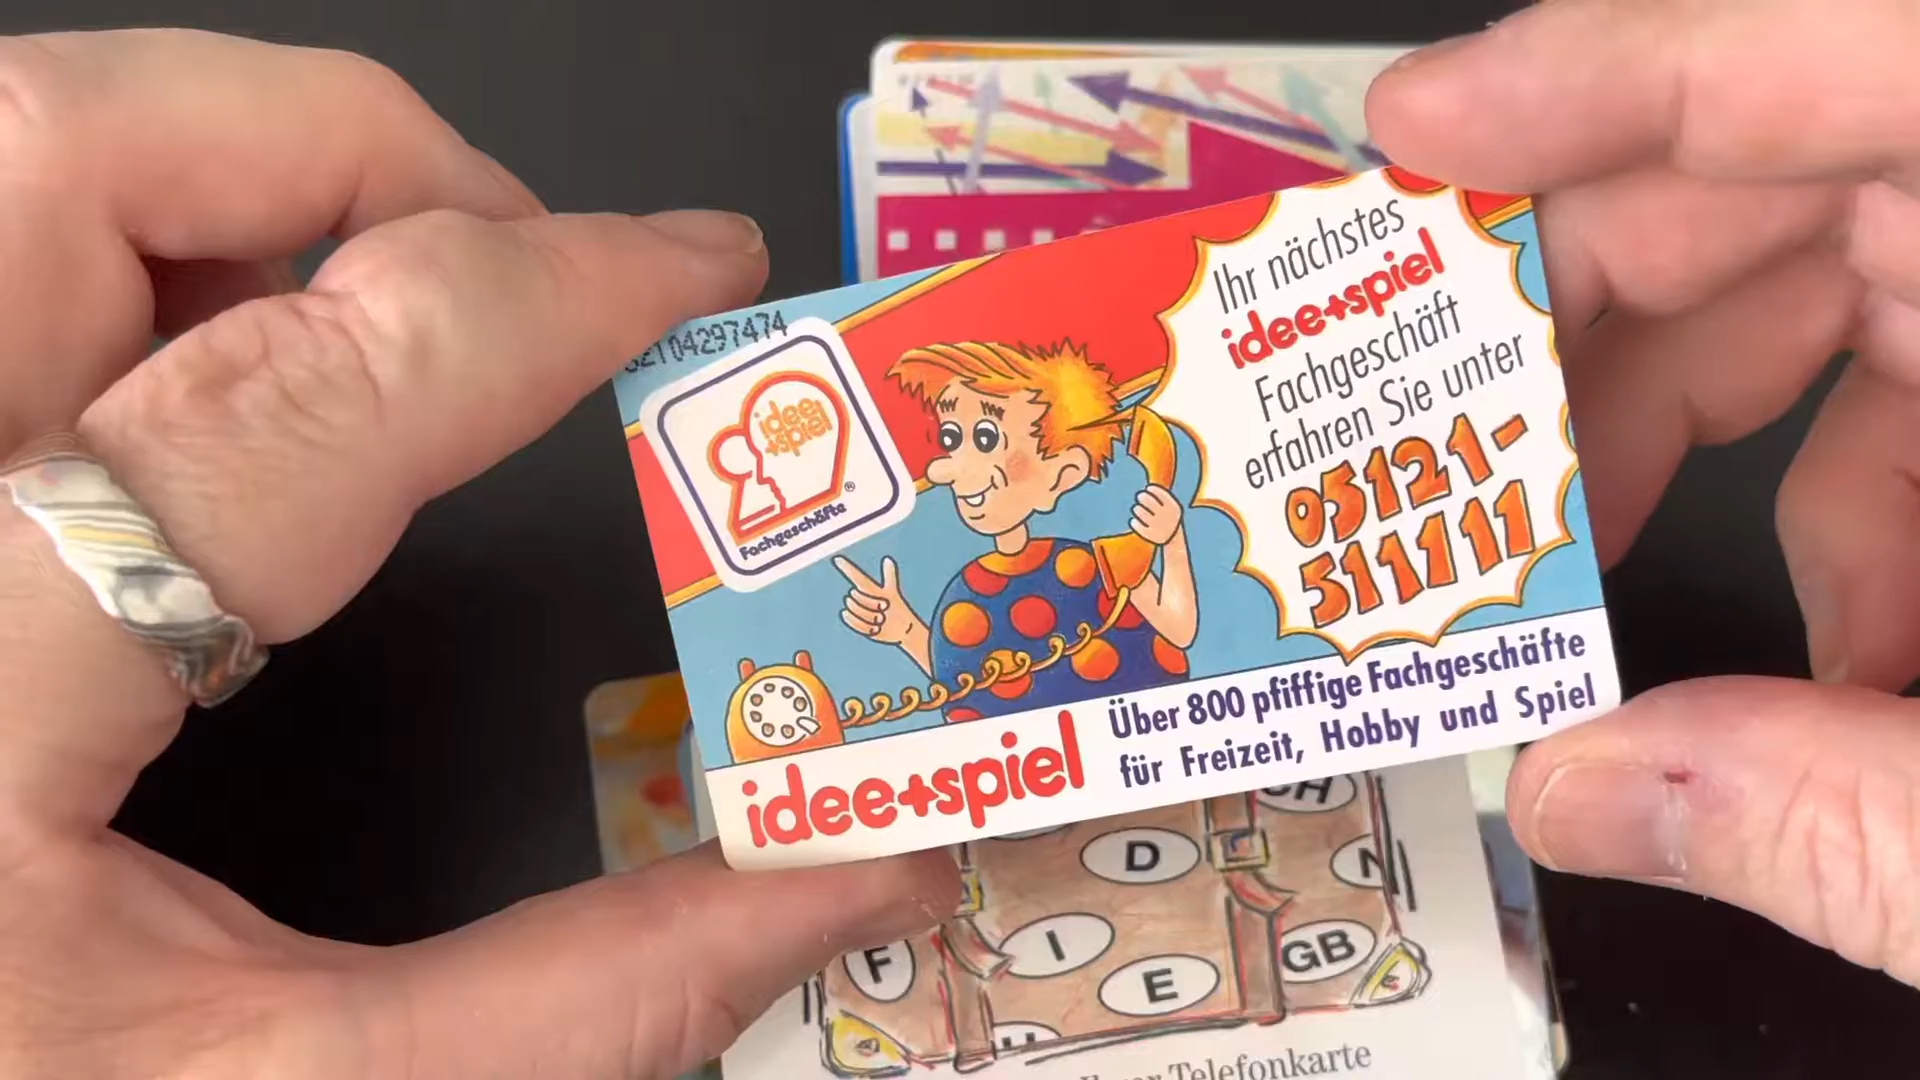 04297474
idee
+spiel
®
Fachgeschäfte
Ihr nächstes
idee+spiel
Fachgeschäft
erfahren Sie unter
05121-
511111
idee+spiel
Über 800 pfiffige Fachgeschäfte
für Freizeit, Hobby und Spiel
D
N
F
I
E
GB
Telefonkarte